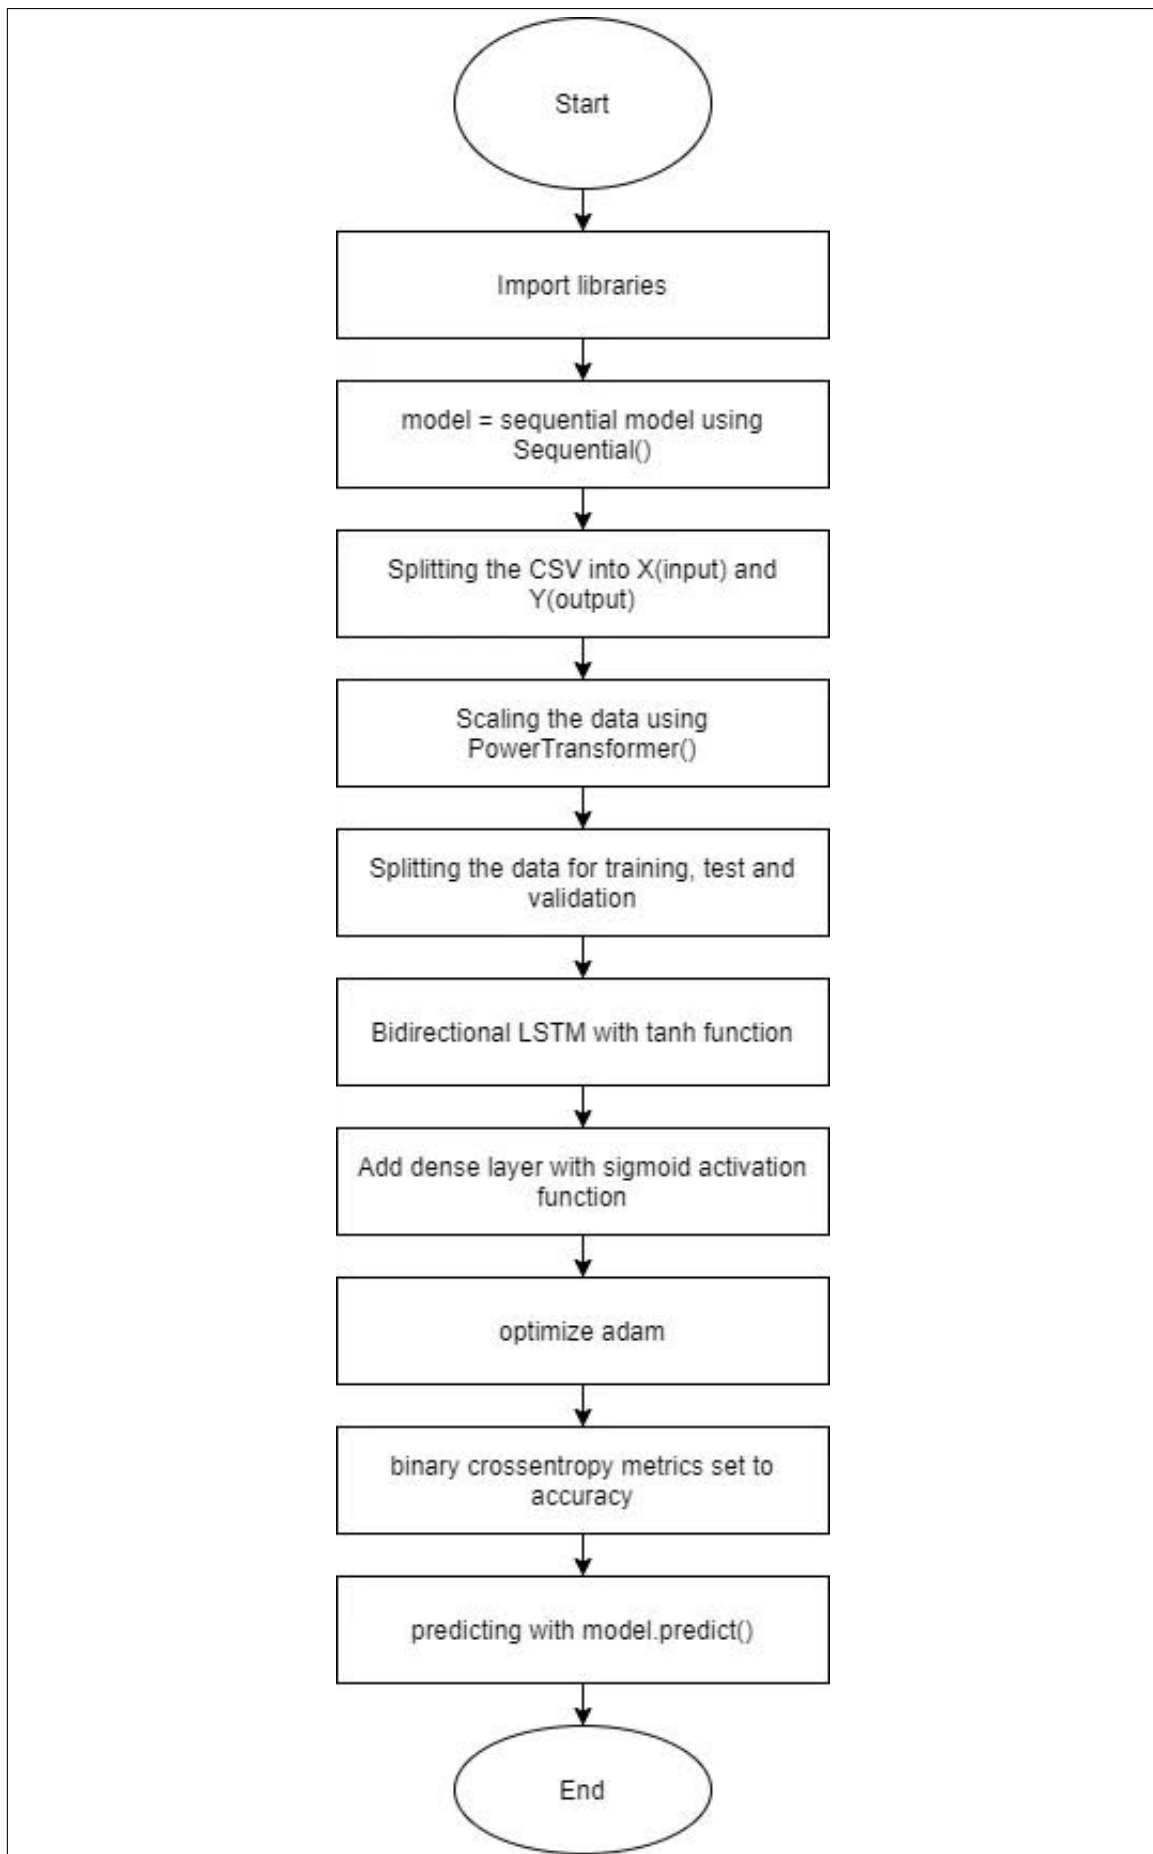 Start
Import libraries
model = sequential model using
Sequential()
Splitting the CSV into X(input) and
Y(output)
Scaling the data using
PowerTransformer()
Splitting the data for training, test and
validation
Bidirectional LSTM with tanh function
Add dense layer with sigmoid activation
function
optimize adam
binary crossentropy metrics set to
accuracy
predicting with model.predict()
End